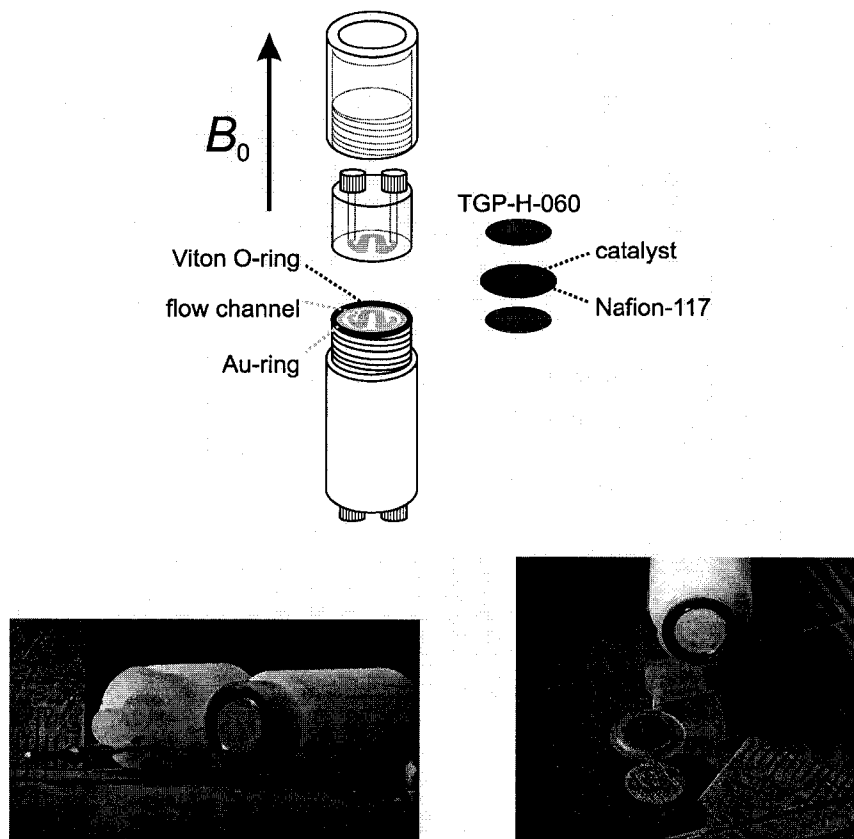 B0
TGP-H-060
Viton O-ring
catalyst
flow channel
Nafion-117
Au-ring